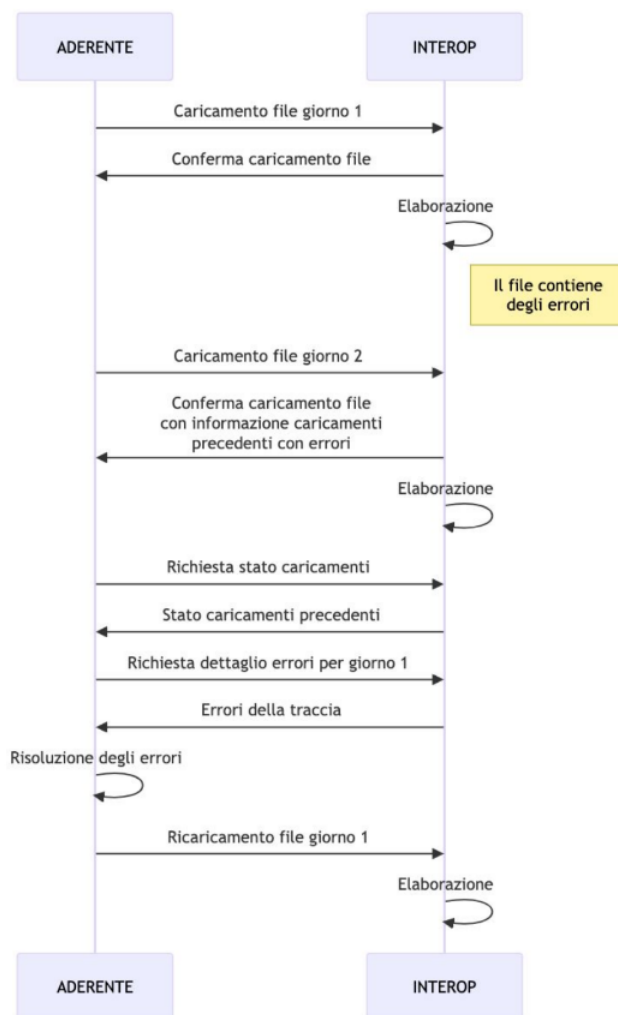 ADERENTE
INTEROP
Caricamento file giorno 1
Conferma caricamento file
Elaborazione
Il file contiene
degli errori
Caricamento file giorno 2
Conferma caricamento file
con informazione caricamenti
precedenti con errori
Elaborazione
Richiesta stato caricamenti
Stato caricamenti precedenti
Richiesta dettaglio errori per giorno 1
Errori della traccia
Risoluzione degli errori
Ricaricamento file giorno 1
Elaborazione
ADERENTE
INTEROP